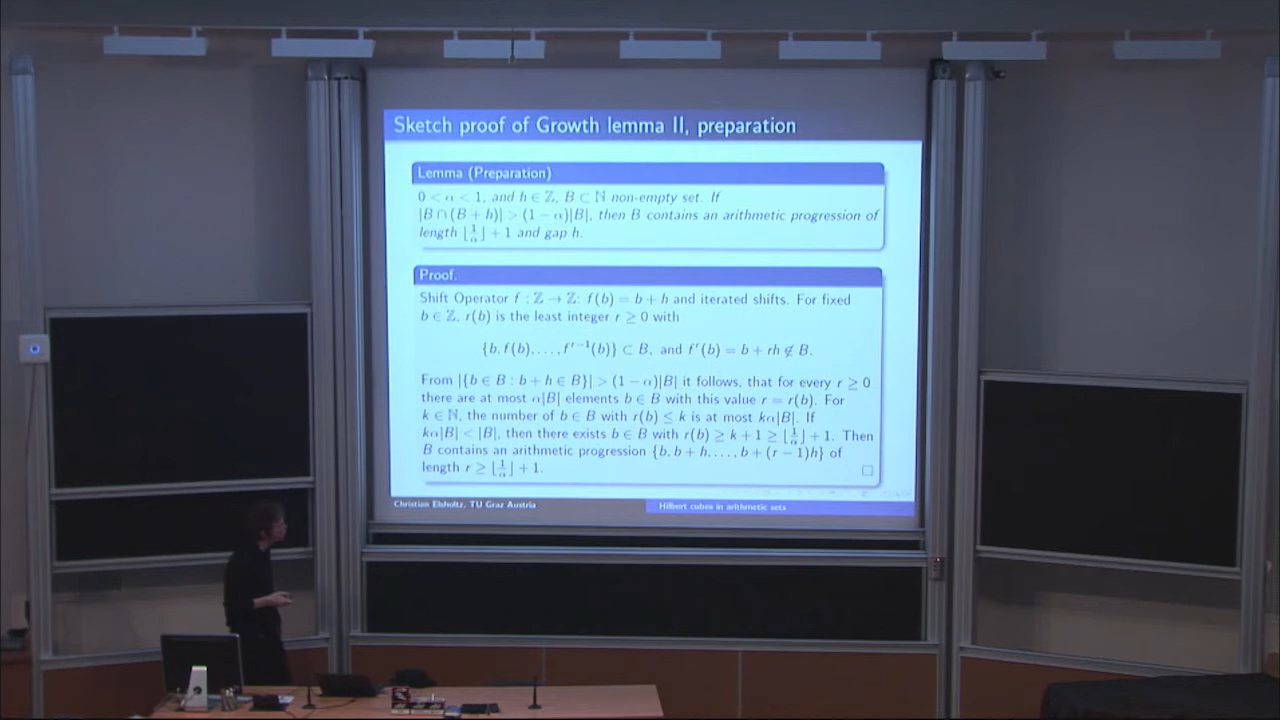 Sketch proof of Growth lemma II, preparation
Lemma (Preparation)
0 < α < 1, and h ∈ ℤ, B ⊂ ℕ non-empty set. If
|B ∩ (B + h)| > (1 − α)|B|, then B contains an arithmetic progression of
length ⌊1/α⌋ + 1 and gap h.
Proof.
Shift Operator f : ℤ → ℤ: f(b) = b + h and iterated shifts. For fixed
b ∈ ℤ, r(b) is the least integer r ≥ 0 with
{b, f(b), . . . , f^{r−1}(b)} ⊂ B, and f^r(b) = b + rh ∉ B.
From |{b ∈ B : b + h ∈ B}| > (1 − α)|B| it follows, that for every r ≥ 0
there are at most α|B| elements b ∈ B with this value r = r(b). For
k ∈ ℕ, the number of b ∈ B with r(b) ≤ k is at most kα|B|. If
kα|B| < |B|, then there exists b ∈ B with r(b) ≥ k + 1 ≥ ⌊1/α⌋ + 1. Then
B contains an arithmetic progression {b, b + h, . . . , b + (r − 1)h} of
length r ≥ ⌊1/α⌋ + 1.
Christian Elsholtz, TU Graz Austria
Hilbert cubes in arithmetic sets